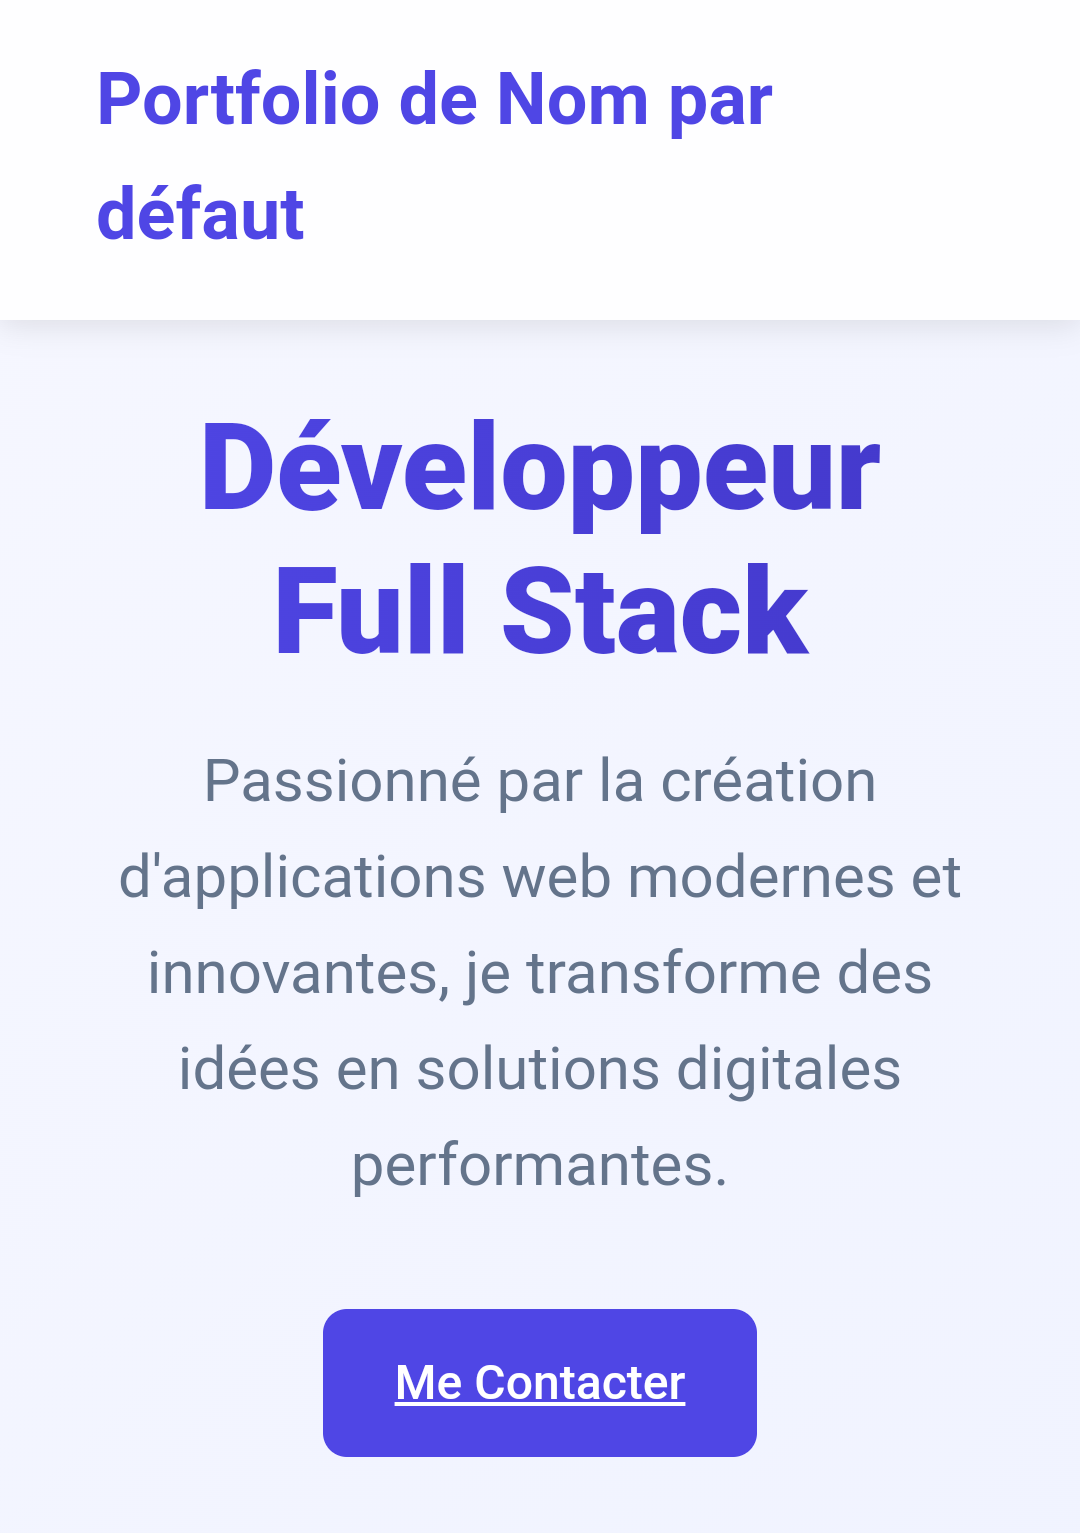 Portfolio de Nom par
défaut
Développeur
Full Stack
Passionné par la création
d'applications web modernes et
innovantes, je transforme des
idées en solutions digitales
performantes.
Me Contacter